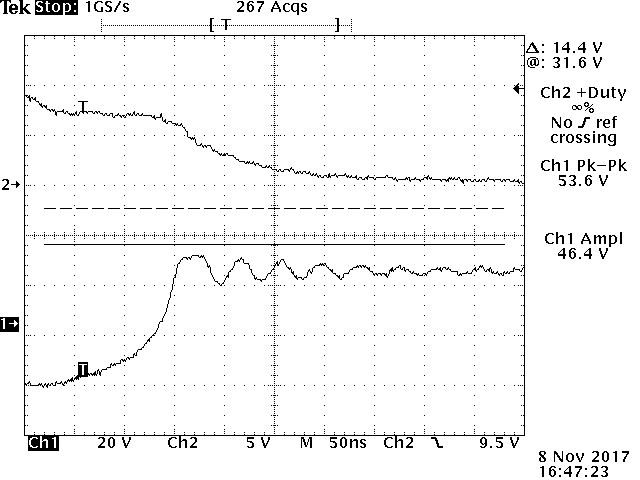 Tek Stop: 1GS/s 267 Acqs
[ T ]
Δ: 14.4 V
@: 31.6 V
Ch2 +Duty
∞%
No ƒ ref
crossing
Ch1 Pk–Pk
53.6 V
Ch1 Ampl
46.4 V
T
2→
1→
T
Ch1 20 V Ch2 5 V M 50ns Ch2 ꔪ 9.5 V
8 Nov 2017
16:47:23